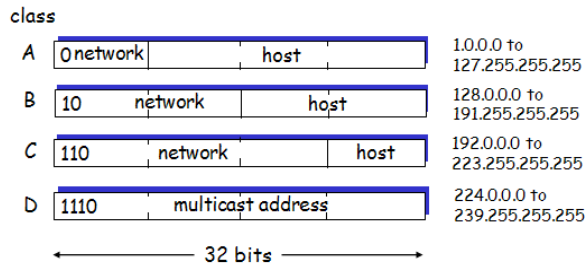 class
A 0 network host 1.0.0.0 to
127.255.255.255
B 10 network host 128.0.0.0 to
191.255.255.255
C 110 network host 192.0.0.0 to
223.255.255.255
D 1110 multicast address 224.0.0.0 to
239.255.255.255
32 bits